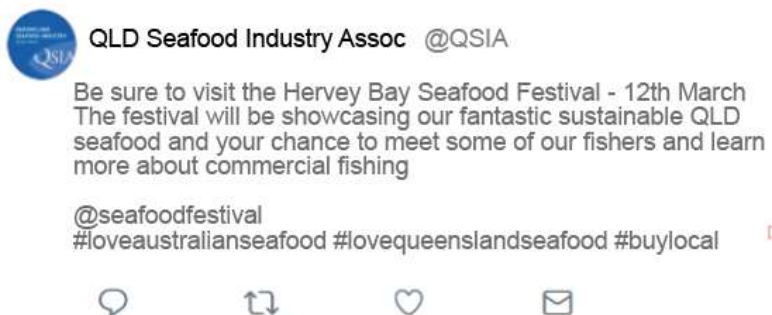 QSIA
QLD Seafood Industry Assoc @QSIA
Be sure to visit the Hervey Bay Seafood Festival - 12th March
The festival will be showcasing our fantastic sustainable QLD
seafood and your chance to meet some of our fishers and learn
more about commercial fishing
@seafoodfestival
#loveaustralianseafood #lovequeenslandseafood #buylocal